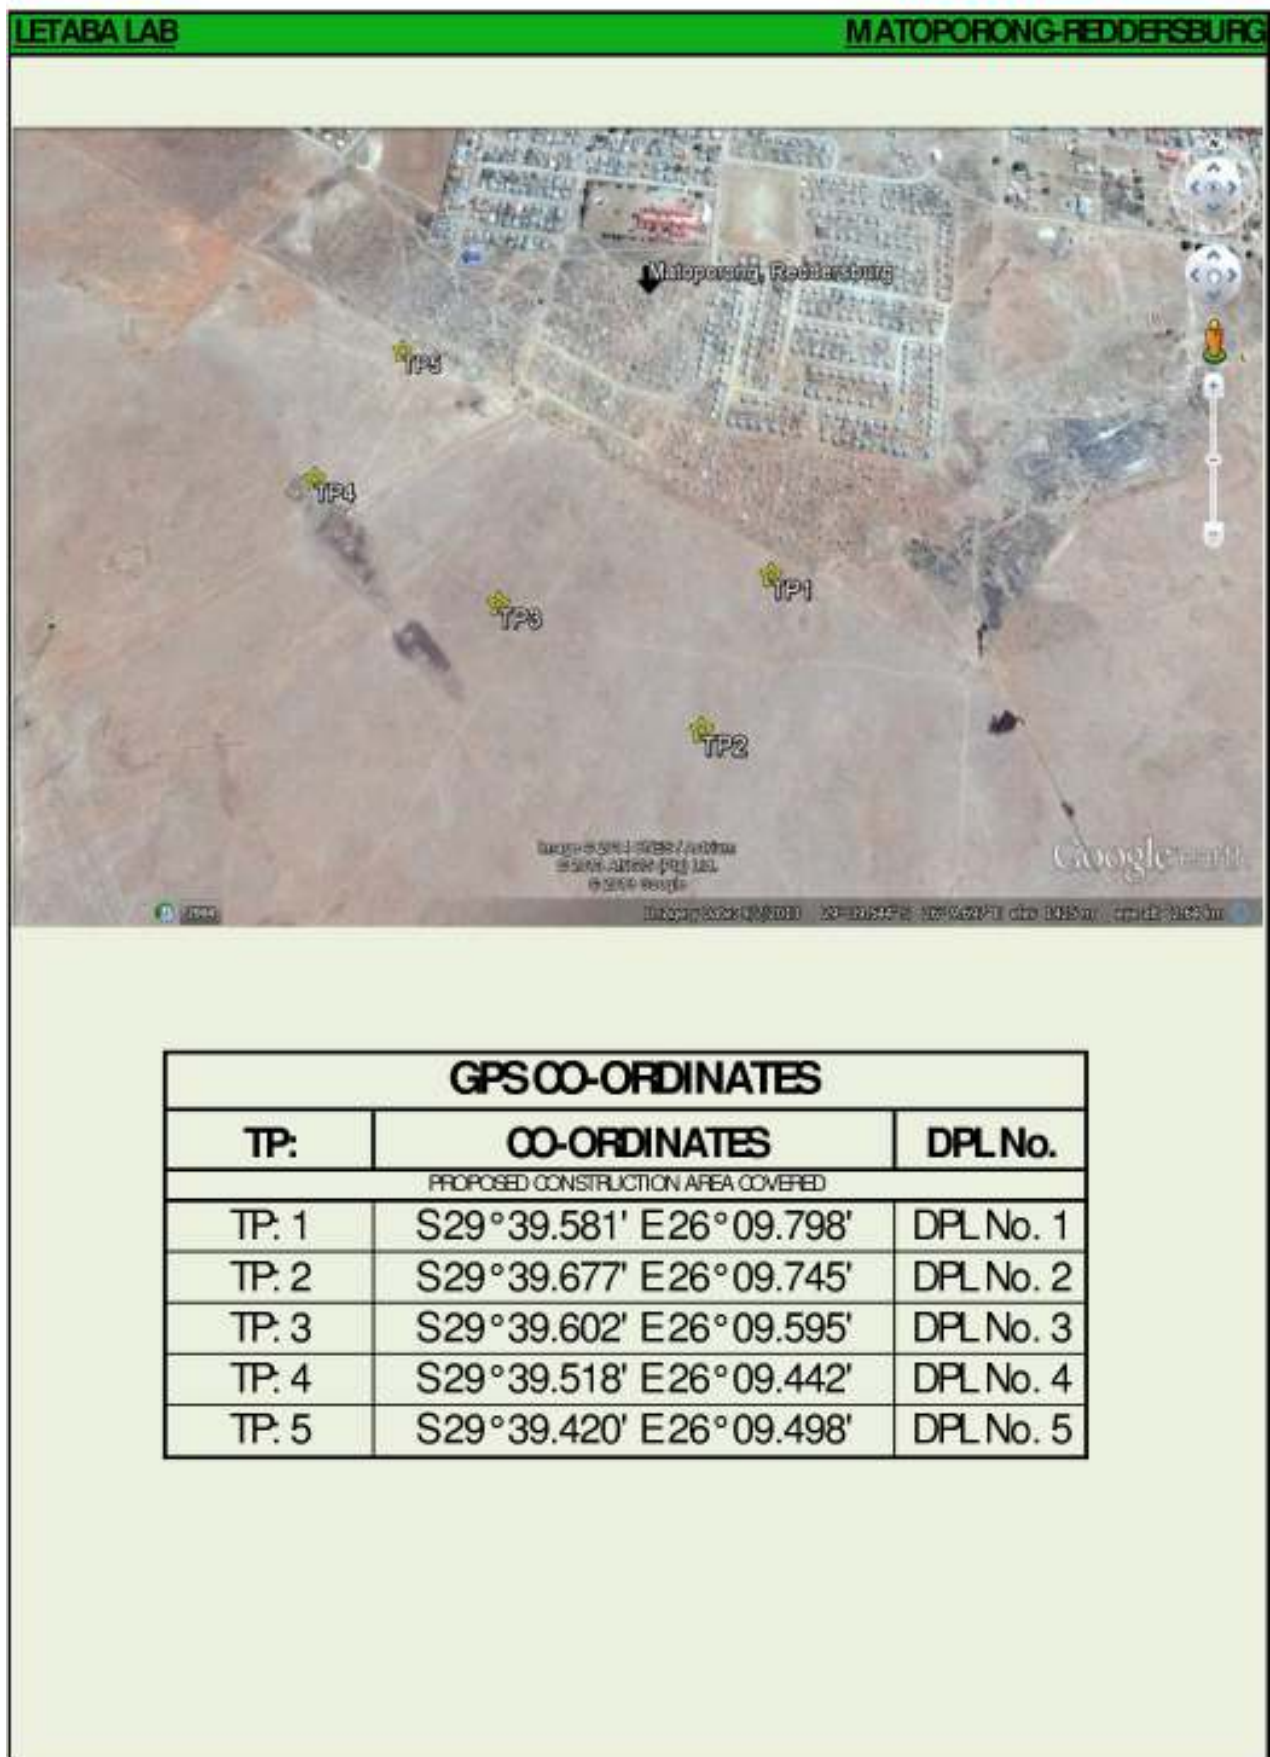 LETABA LAB
MATOPORONG-REDDERSBURG
Matoporong, Reddersburg
TP5
TP4
TP1
TP3
TP2
© 2013 Google
Google earth
GPS CO-ORDINATES
TP: CO-ORDINATES DPL No.
PROPOSED CONSTRUCTION AREA COVERED
TP: 1 S29°39.581' E26°09.798' DPL No. 1
TP: 2 S29°39.677' E26°09.745' DPL No. 2
TP: 3 S29°39.602' E26°09.595' DPL No. 3
TP: 4 S29°39.518' E26°09.442' DPL No. 4
TP: 5 S29°39.420' E26°09.498' DPL No. 5